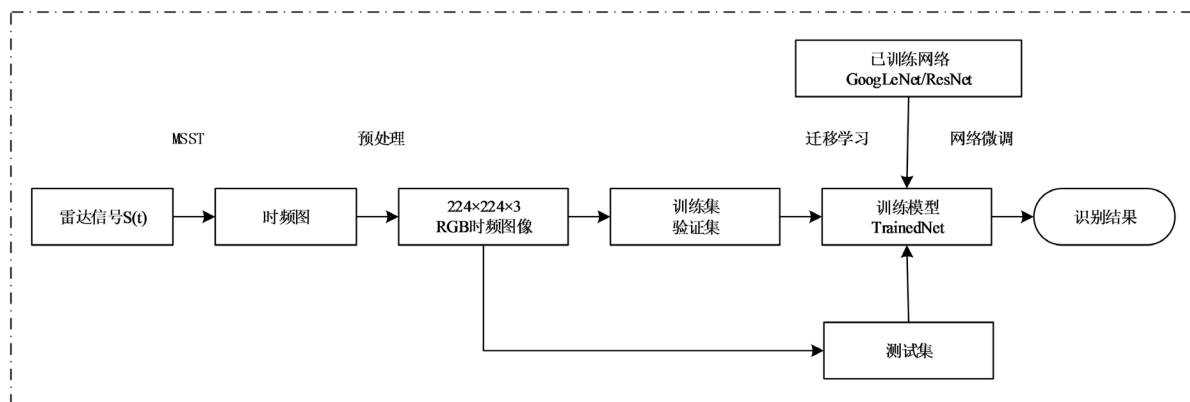 已训练网络
GoogLeNet/ResNet
MSST
预处理
迁移学习
网络微调
雷达信号S(t)
时频图
224×224×3
RGB时频图像
训练集
验证集
训练模型
TrainedNet
识别结果
测试集